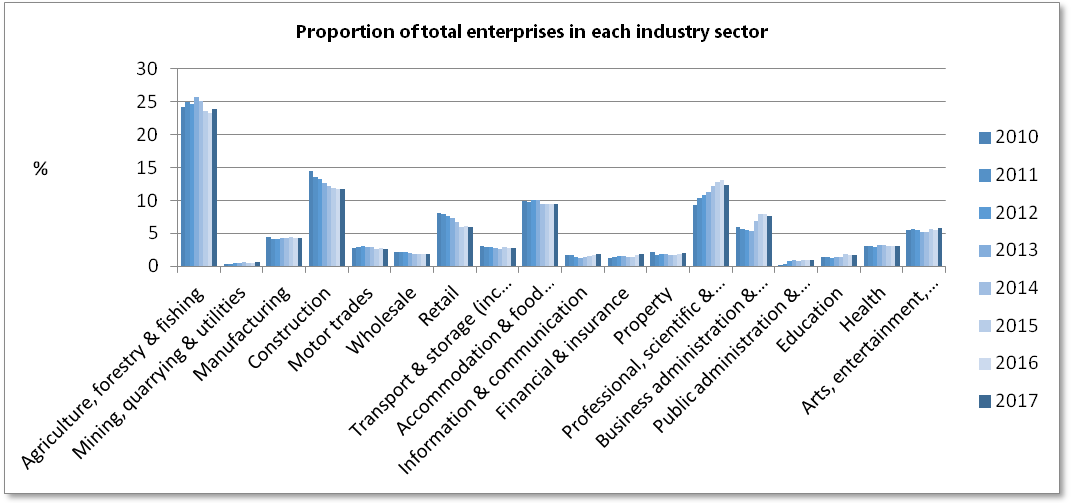 Proportion of total enterprises in each industry sector
30
25
20
15
10
5
0
%
Agriculture, forestry & fishing
Mining, quarrying & utilities
Manufacturing
Construction
Motor trades
Wholesale
Retail
Transport & storage (inc...
Accommodation & food...
Information & communication
Financial & insurance
Property
Professional, scientific &...
Business administration &...
Public administration &...
Education
Health
Arts, entertainment,...
2010
2011
2012
2013
2014
2015
2016
2017